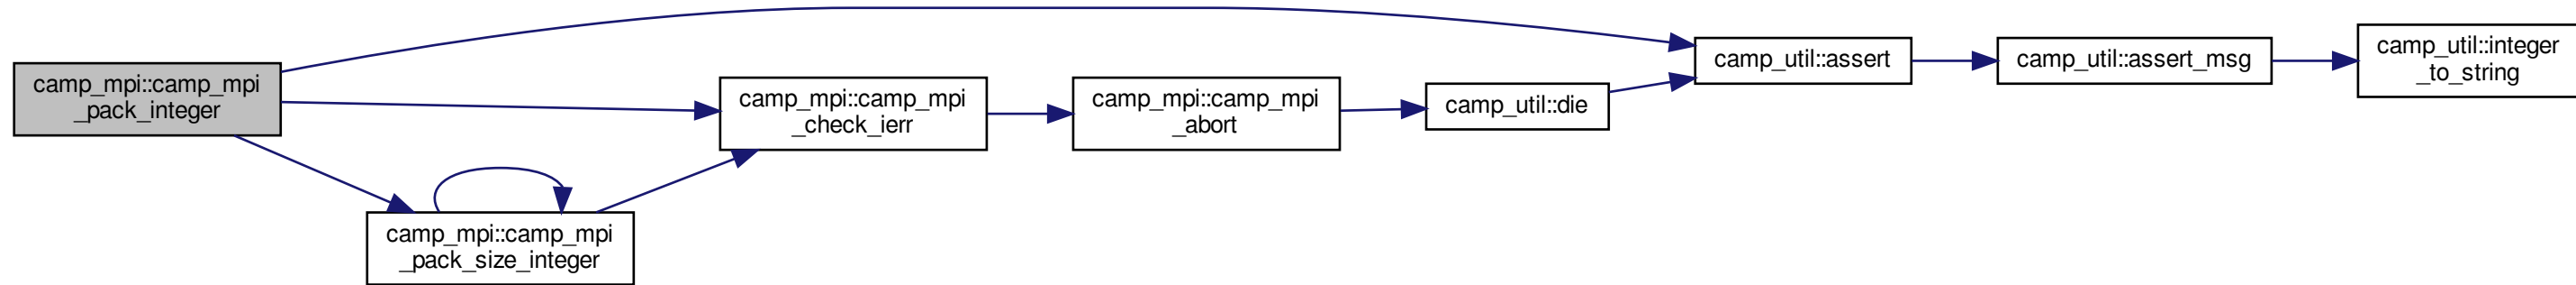 camp_mpi::camp_mpi
_pack_integer
camp_mpi::camp_mpi
_pack_size_integer
camp_mpi::camp_mpi
_check_ierr
camp_mpi::camp_mpi
_abort
camp_util::die
camp_util::assert
camp_util::assert_msg
camp_util::integer
_to_string